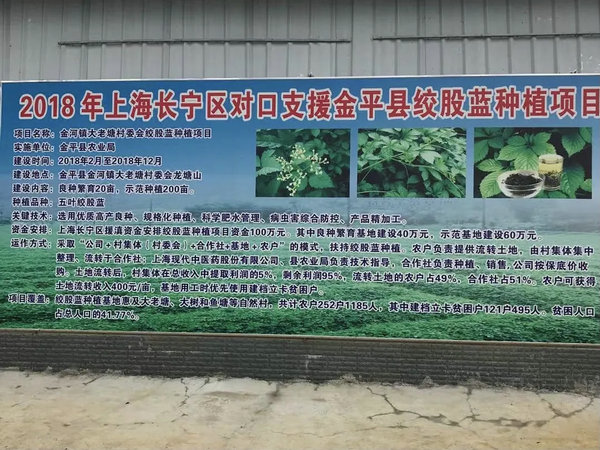 2018年上海长宁区对口支援金平县绞股蓝种植项目
项目名称：金河镇大老塘村委会绞股蓝种植项目
实施单位：金平县农业局
建设时间：2018年2月至2018年12月
建设地点：金平县金河镇大老塘村委会龙塘山
建设内容：良种繁育20亩，示范种植200亩。
种植品种：五叶绞股蓝
关键技术：选用优质高产良种、规格化种植、科学肥水管理、病虫害综合防控、产品精加工。
资金安排：上海长宁区援滇资金安排绞股蓝种植项目资金100万元。其中良种繁育基地建设40万元，示范基地建设60万元。
运作方式：采取“公司＋村集体（村委会）+合作社+基地＋农户”的模式，扶持绞股蓝种植。农户负责提供流转土地，由村集体集中
整理，流转于合作社；上海现代中医药股份有限公司、县农业局负责技术指导、合作社负责种植、销售，公司按保底价收
购，土地流转后，村集体在总收入中提取利润的5%，剩余利润95%，流转土地的农户占49%，合作社占51%。农户可获得
土地流转收入400元/亩；基地用工时优先使用建档立卡贫困户。
项目覆盖：绞股蓝种植基地惠及大老塘、大树和鱼塘等自然村，共计农户252户1185人，其中建档立卡贫困户121户495人，贫困人口
占总人口的41.77%。